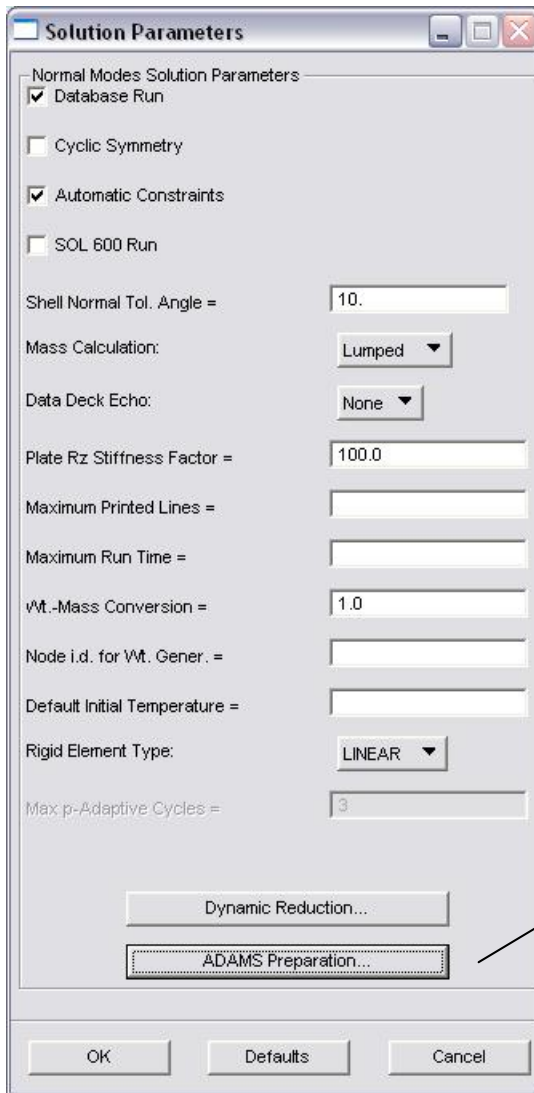 Solution Parameters
Normal Modes Solution Parameters
Database Run
Cyclic Symmetry
Automatic Constraints
SOL 600 Run
Shell Normal Tol. Angle = 10.
Mass Calculation: Lumped
Data Deck Echo: None
Plate Rz Stiffness Factor = 100.0
Maximum Printed Lines =
Maximum Run Time =
Wt.-Mass Conversion = 1.0
Node i.d. for Wt. Gener. =
Default Initial Temperature =
Rigid Element Type: LINEAR
Max p-Adaptive Cycles = 3
Dynamic Reduction...
ADAMS Preparation...
OK Defaults Cancel